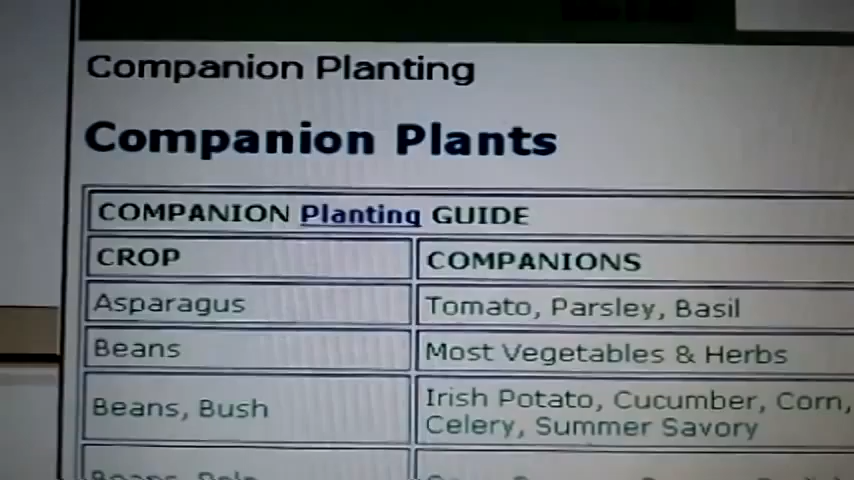 Companion Planting
Companion Plants
COMPANION Planting GUIDE
CROP
COMPANIONS
Asparagus
Tomato, Parsley, Basil
Beans
Most Vegetables & Herbs
Beans, Bush
Irish Potato, Cucumber, Corn,
Celery, Summer Savory